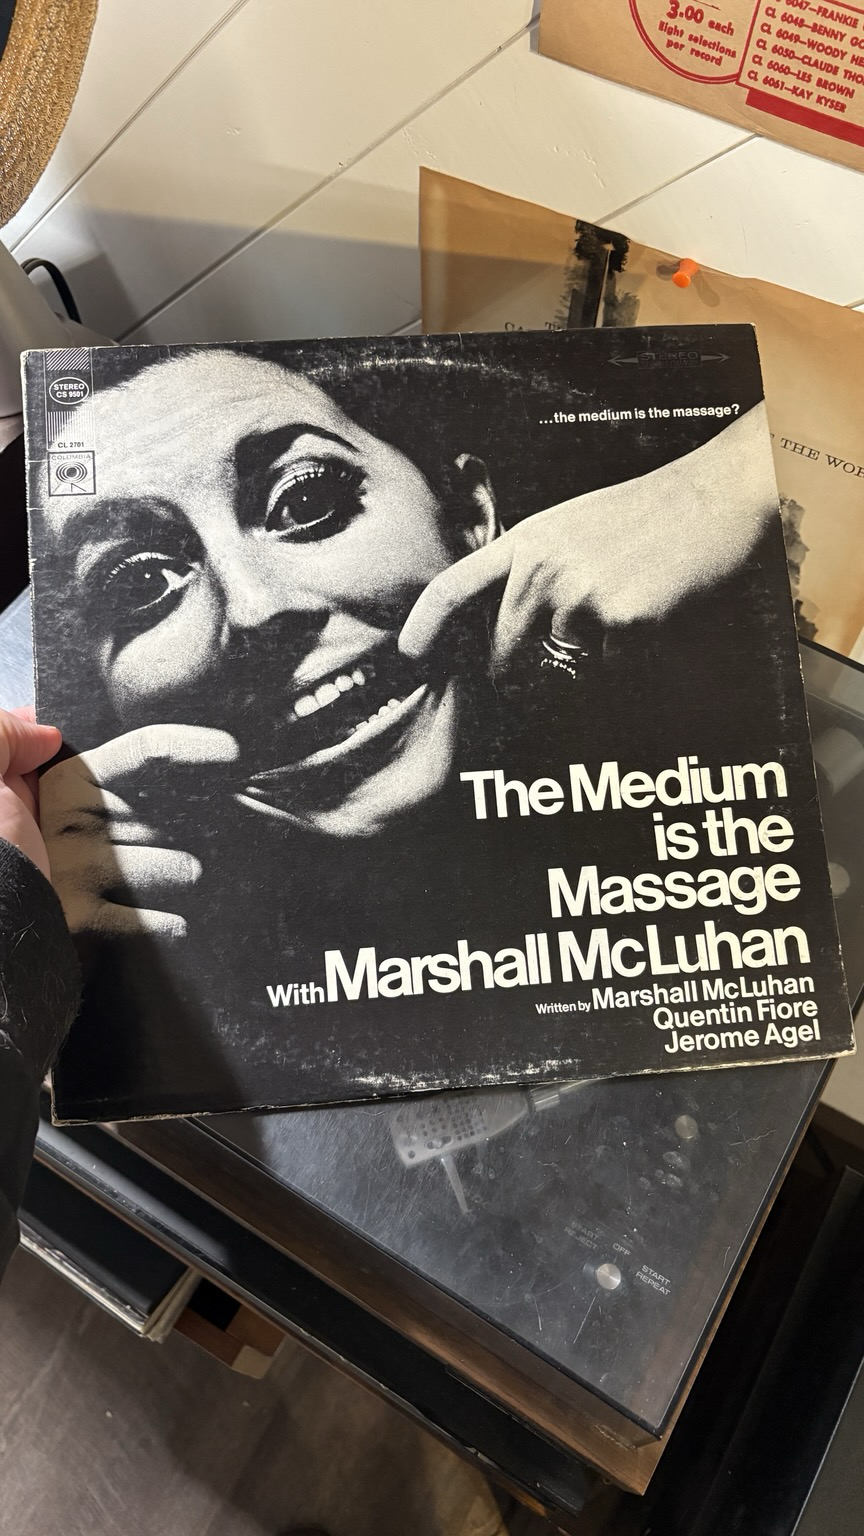 3.00 each
Eight selections
per record
6047—FRANKIE
CL 6048—BENNY GO
CL 6049—WOODY HE
CL 6050—CLAUDE THO
CL 6060—LES BROWN
CL 6061—KAY KYSER
THE WOR
STEREO
CS 9501
CL 2701
COLUMBIA
STEREO
...the medium is the massage?
The Medium
is the
Massage
With Marshall McLuhan
Written by Marshall McLuhan
Quentin Fiore
Jerome Agel
START
REJECT
OFF
START
REPEAT